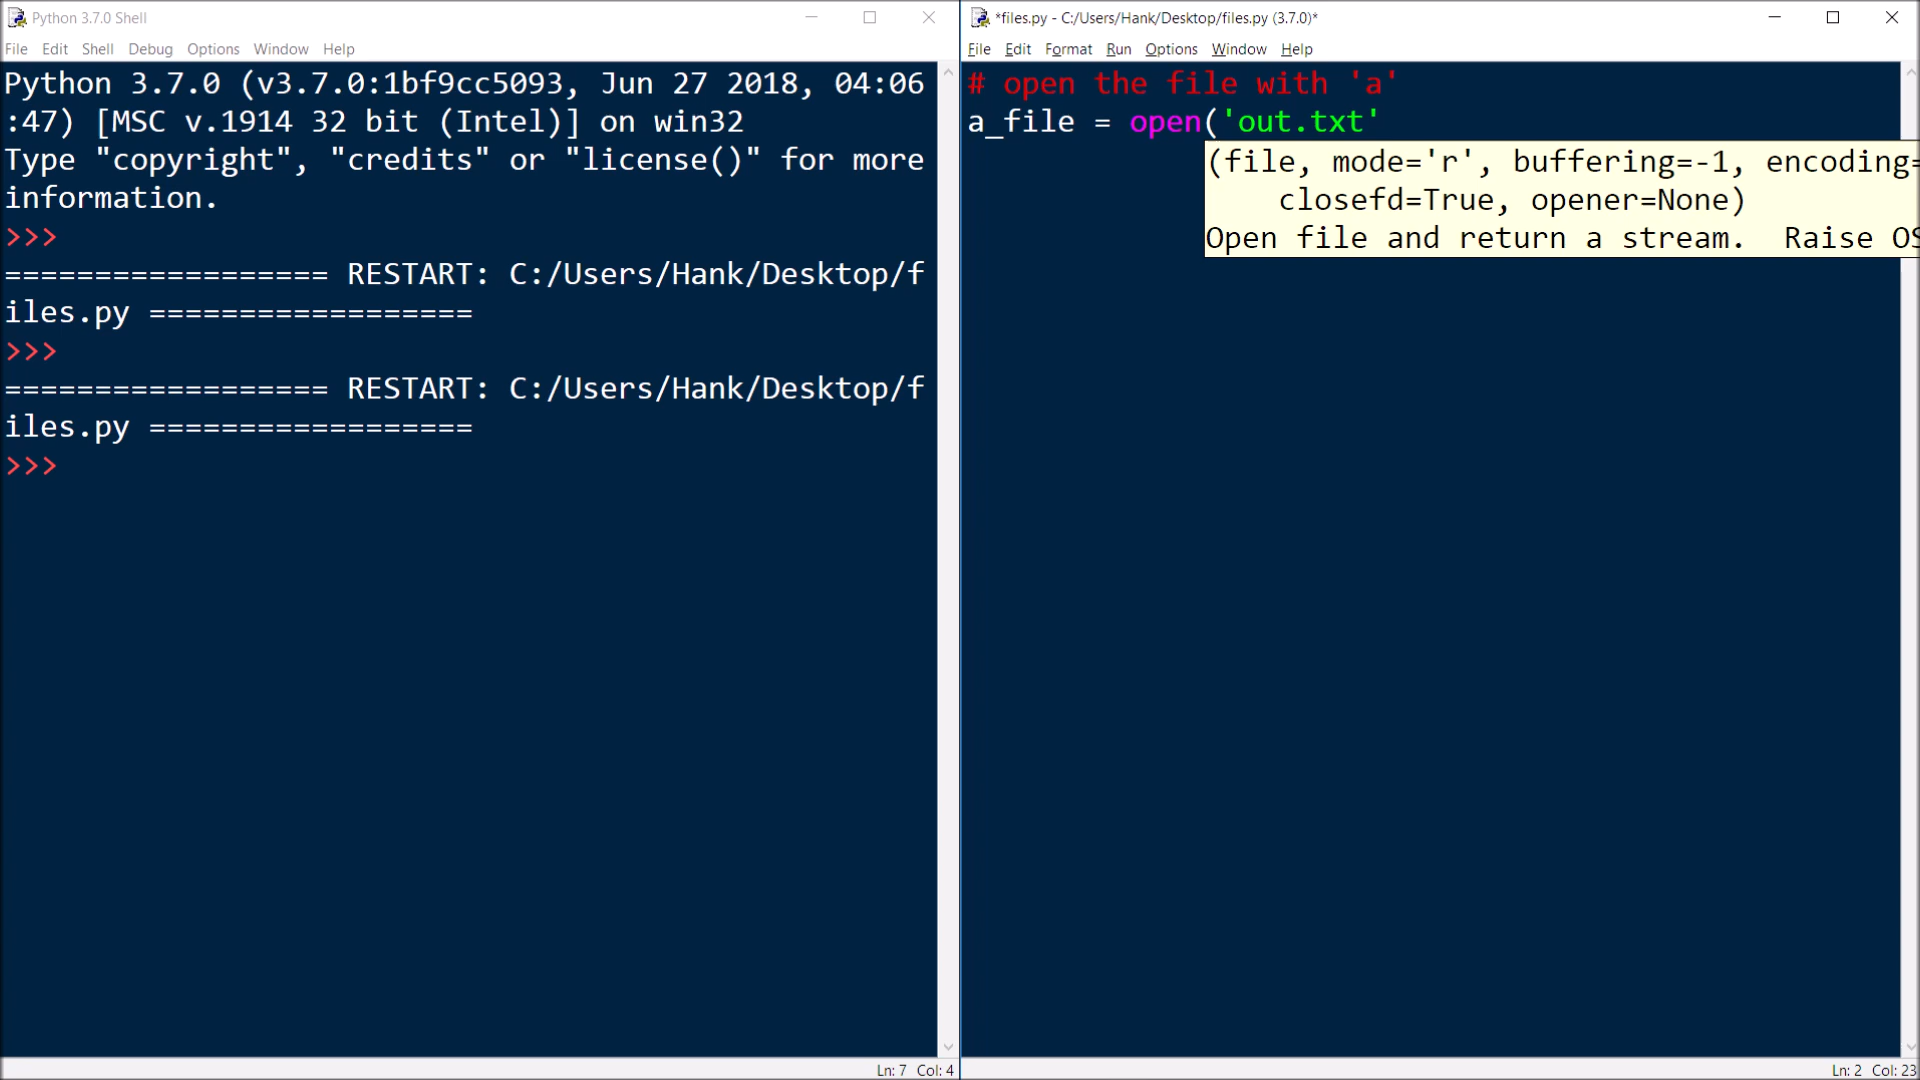 Python 3.7.0 Shell
File Edit Shell Debug Options Window Help
Python 3.7.0 (v3.7.0:1bf9cc5093, Jun 27 2018, 04:06
:47) [MSC v.1914 32 bit (Intel)] on win32
Type "copyright", "credits" or "license()" for more
information.
>>>
================== RESTART: C:/Users/Hank/Desktop/f
iles.py ==================
>>>
================== RESTART: C:/Users/Hank/Desktop/f
iles.py ==================
>>>
Ln: 7 Col: 4
*files.py - C:/Users/Hank/Desktop/files.py (3.7.0)*
File Edit Format Run Options Window Help
# open the file with 'a'
a_file = open('out.txt'
(file, mode='r', buffering=-1, encoding=
closefd=True, opener=None)
Open file and return a stream.  Raise OS
Ln: 2 Col: 23